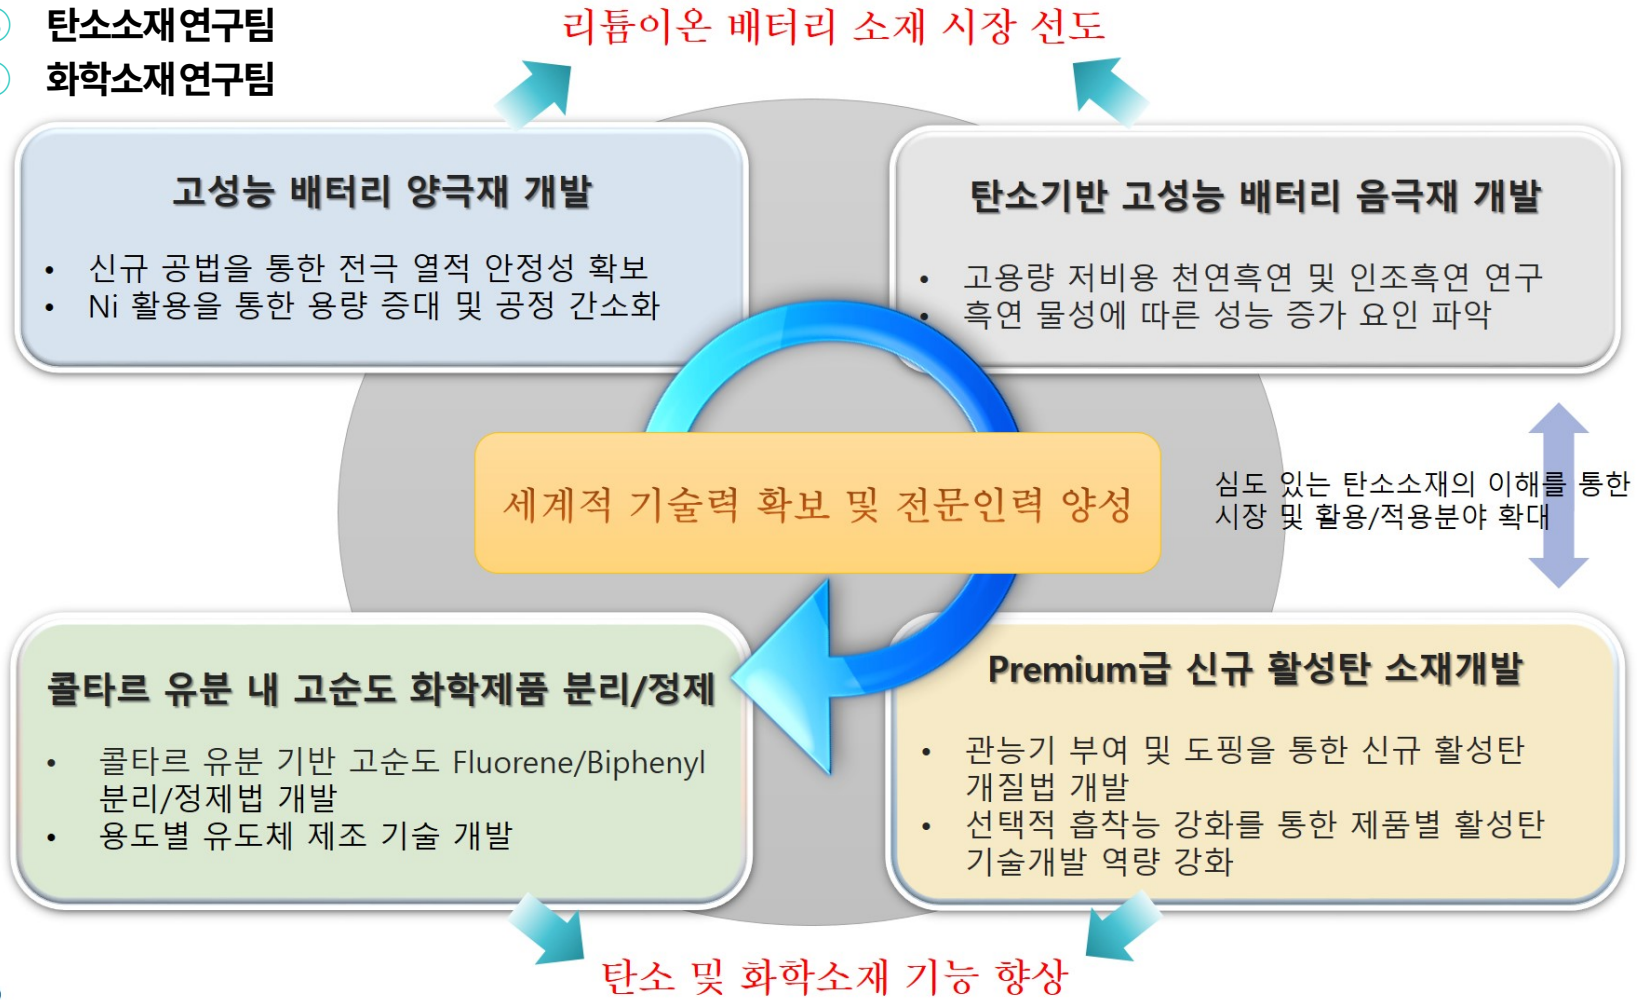 탄소소재 연구팀
화학소재 연구팀
리튬이온 배터리 소재 시장 선도
고성능 배터리 양극재 개발
• 신규 공법을 통한 전극 열적 안정성 확보
• Ni 활용을 통한 용량 증대 및 공정 간소화
탄소기반 고성능 배터리 음극재 개발
• 고용량 저비용 천연흑연 및 인조흑연 연구
• 흑연 물성에 따른 성능 증가 요인 파악
세계적 기술력 확보 및 전문인력 양성
심도 있는 탄소소재의 이해를 통한
시장 및 활용/적용분야 확대
콜타르 유분 내 고순도 화학제품 분리/정제
• 콜타르 유분 기반 고순도 Fluorene/Biphenyl
분리/정제법 개발
• 용도별 유도체 제조 기술 개발
Premium급 신규 활성탄 소재개발
• 관능기 부여 및 도핑을 통한 신규 활성탄
개질법 개발
• 선택적 흡착능 강화를 통한 제품별 활성탄
기술개발 역량 강화
탄소 및 화학소재 기능 향상